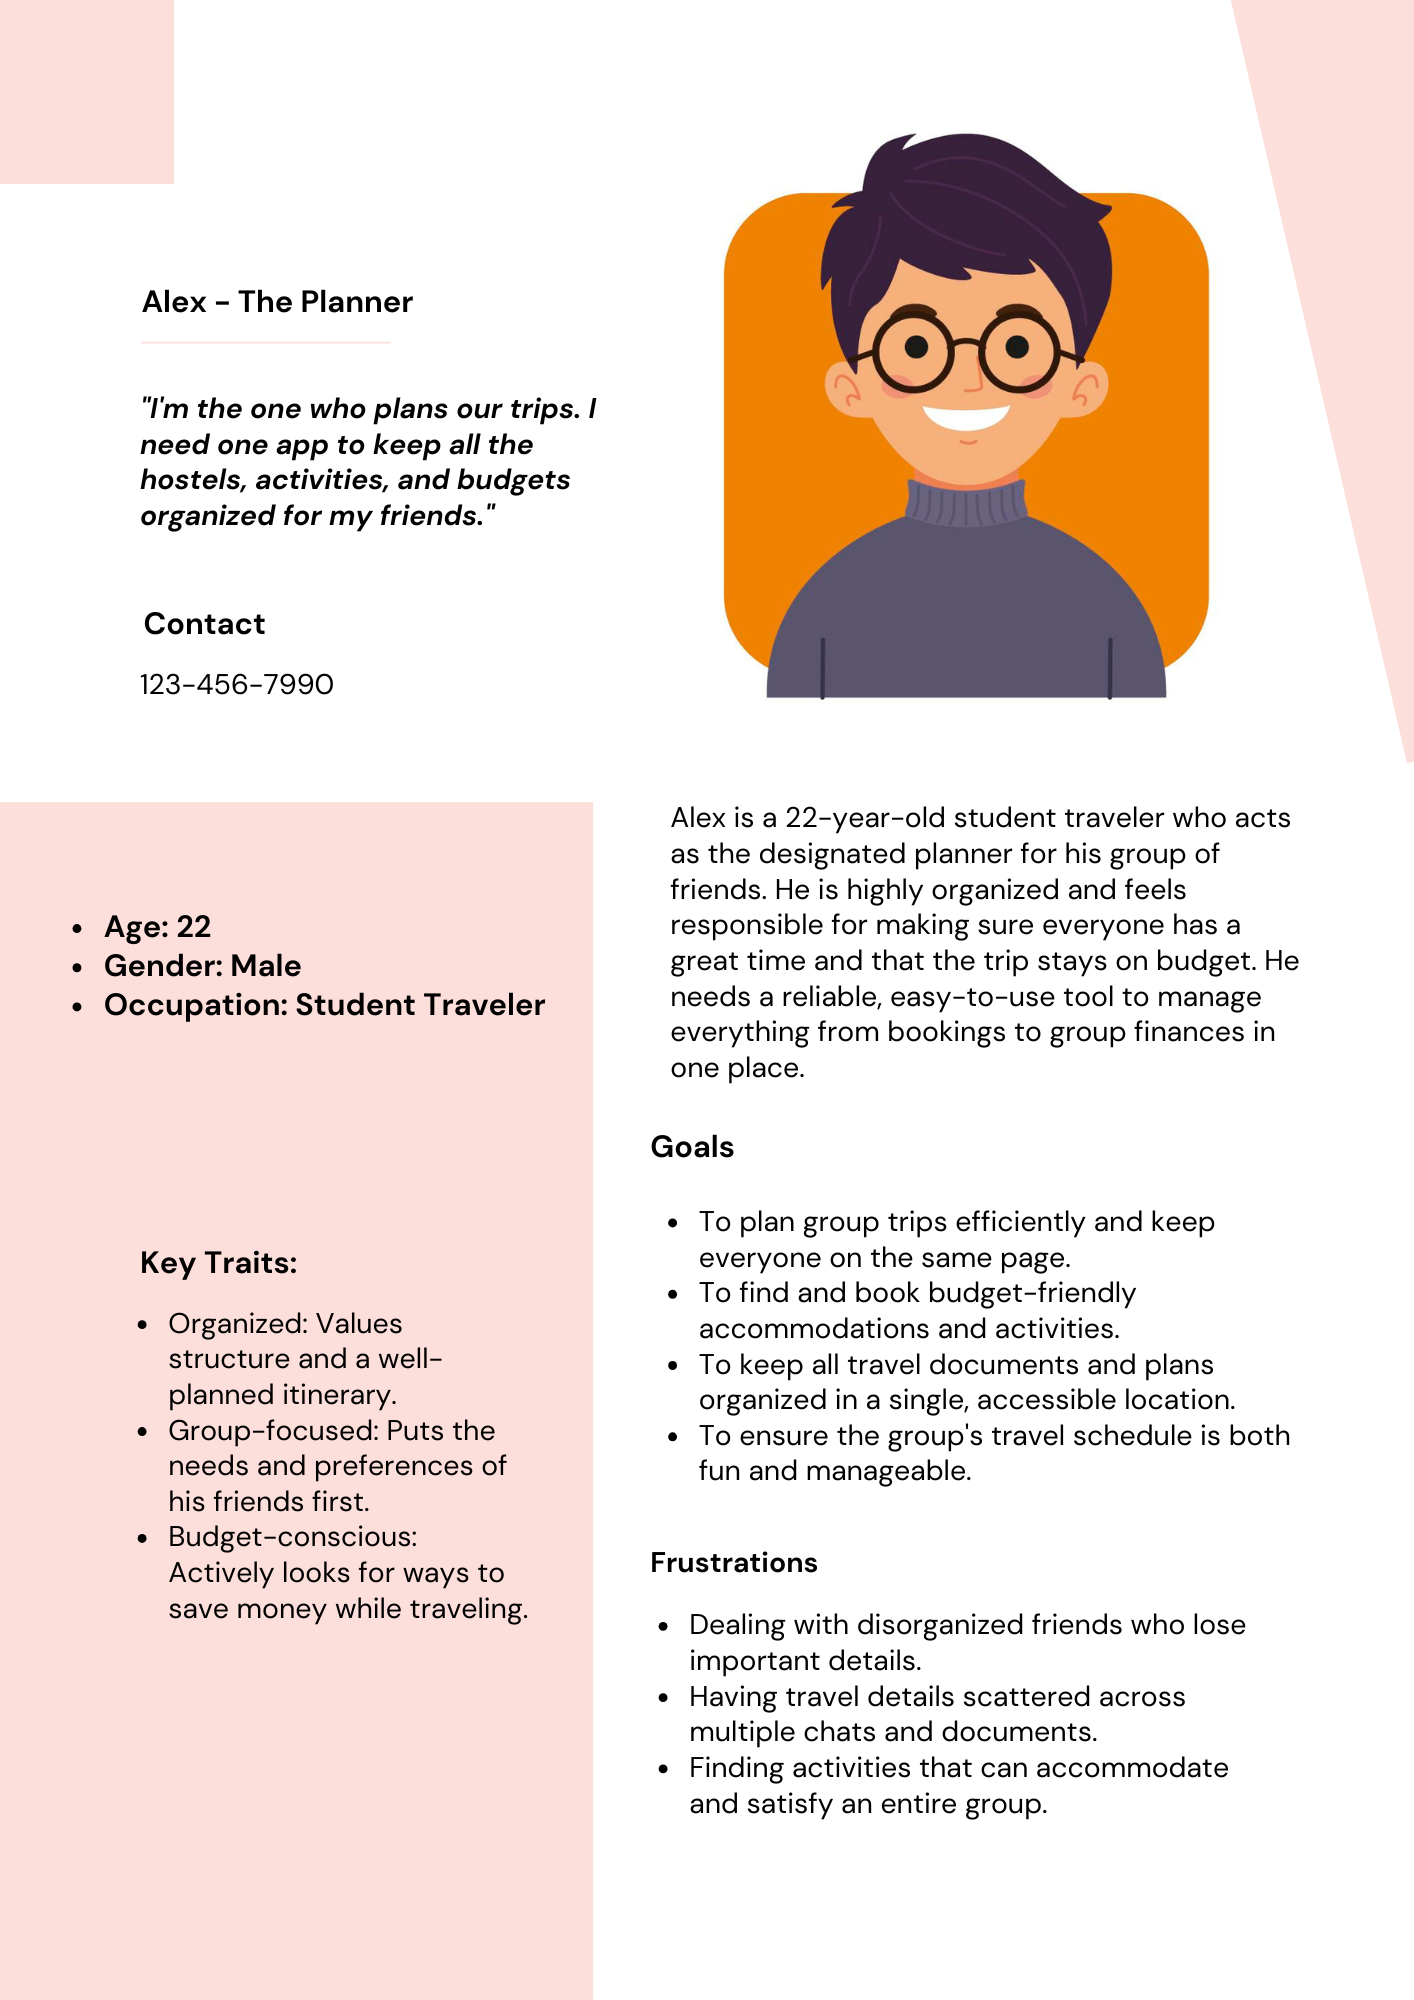 Alex - The Planner
"I'm the one who plans our trips. I
need one app to keep all the
hostels, activities, and budgets
organized for my friends."
Contact
123-456-7990
Age: 22
Gender: Male
Occupation: Student Traveler
Key Traits:
Organized: Values
structure and a well-
planned itinerary.
Group-focused: Puts the
needs and preferences of
his friends first.
Budget-conscious:
Actively looks for ways to
save money while traveling.
Alex is a 22-year-old student traveler who acts
as the designated planner for his group of
friends. He is highly organized and feels
responsible for making sure everyone has a
great time and that the trip stays on budget. He
needs a reliable, easy-to-use tool to manage
everything from bookings to group finances in
one place.
Goals
To plan group trips efficiently and keep
everyone on the same page.
To find and book budget-friendly
accommodations and activities.
To keep all travel documents and plans
organized in a single, accessible location.
To ensure the group's travel schedule is both
fun and manageable.
Frustrations
Dealing with disorganized friends who lose
important details.
Having travel details scattered across
multiple chats and documents.
Finding activities that can accommodate
and satisfy an entire group.